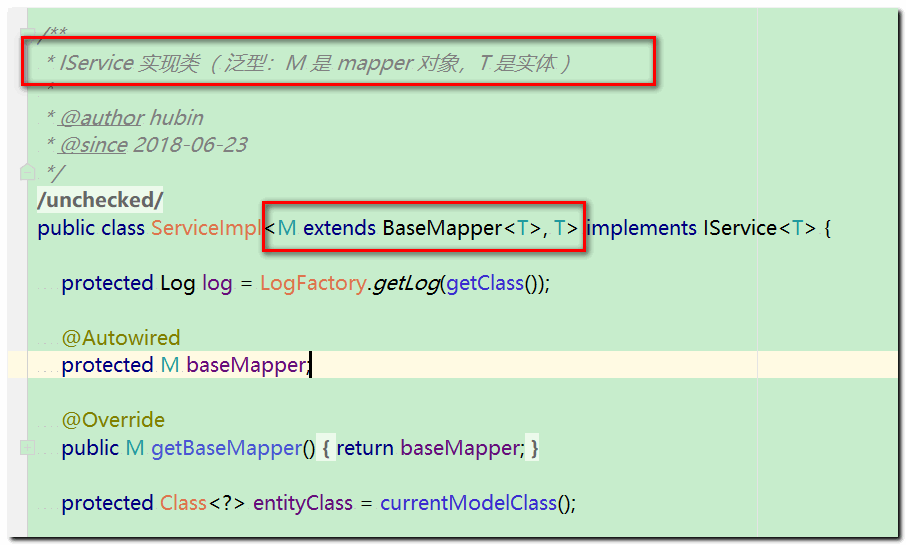 /**
* IService 实现类（ 泛型：M 是 mapper 对象，T 是实体 ）
*
* @author hubin
* @since 2018-06-23
*/
/unchecked/
public class ServiceImpl<M extends BaseMapper<T>, T> implements IService<T> {
protected Log log = LogFactory.getLog(getClass());
@Autowired
protected M baseMapper;
@Override
public M getBaseMapper() { return baseMapper; }
protected Class<?> entityClass = currentModelClass();